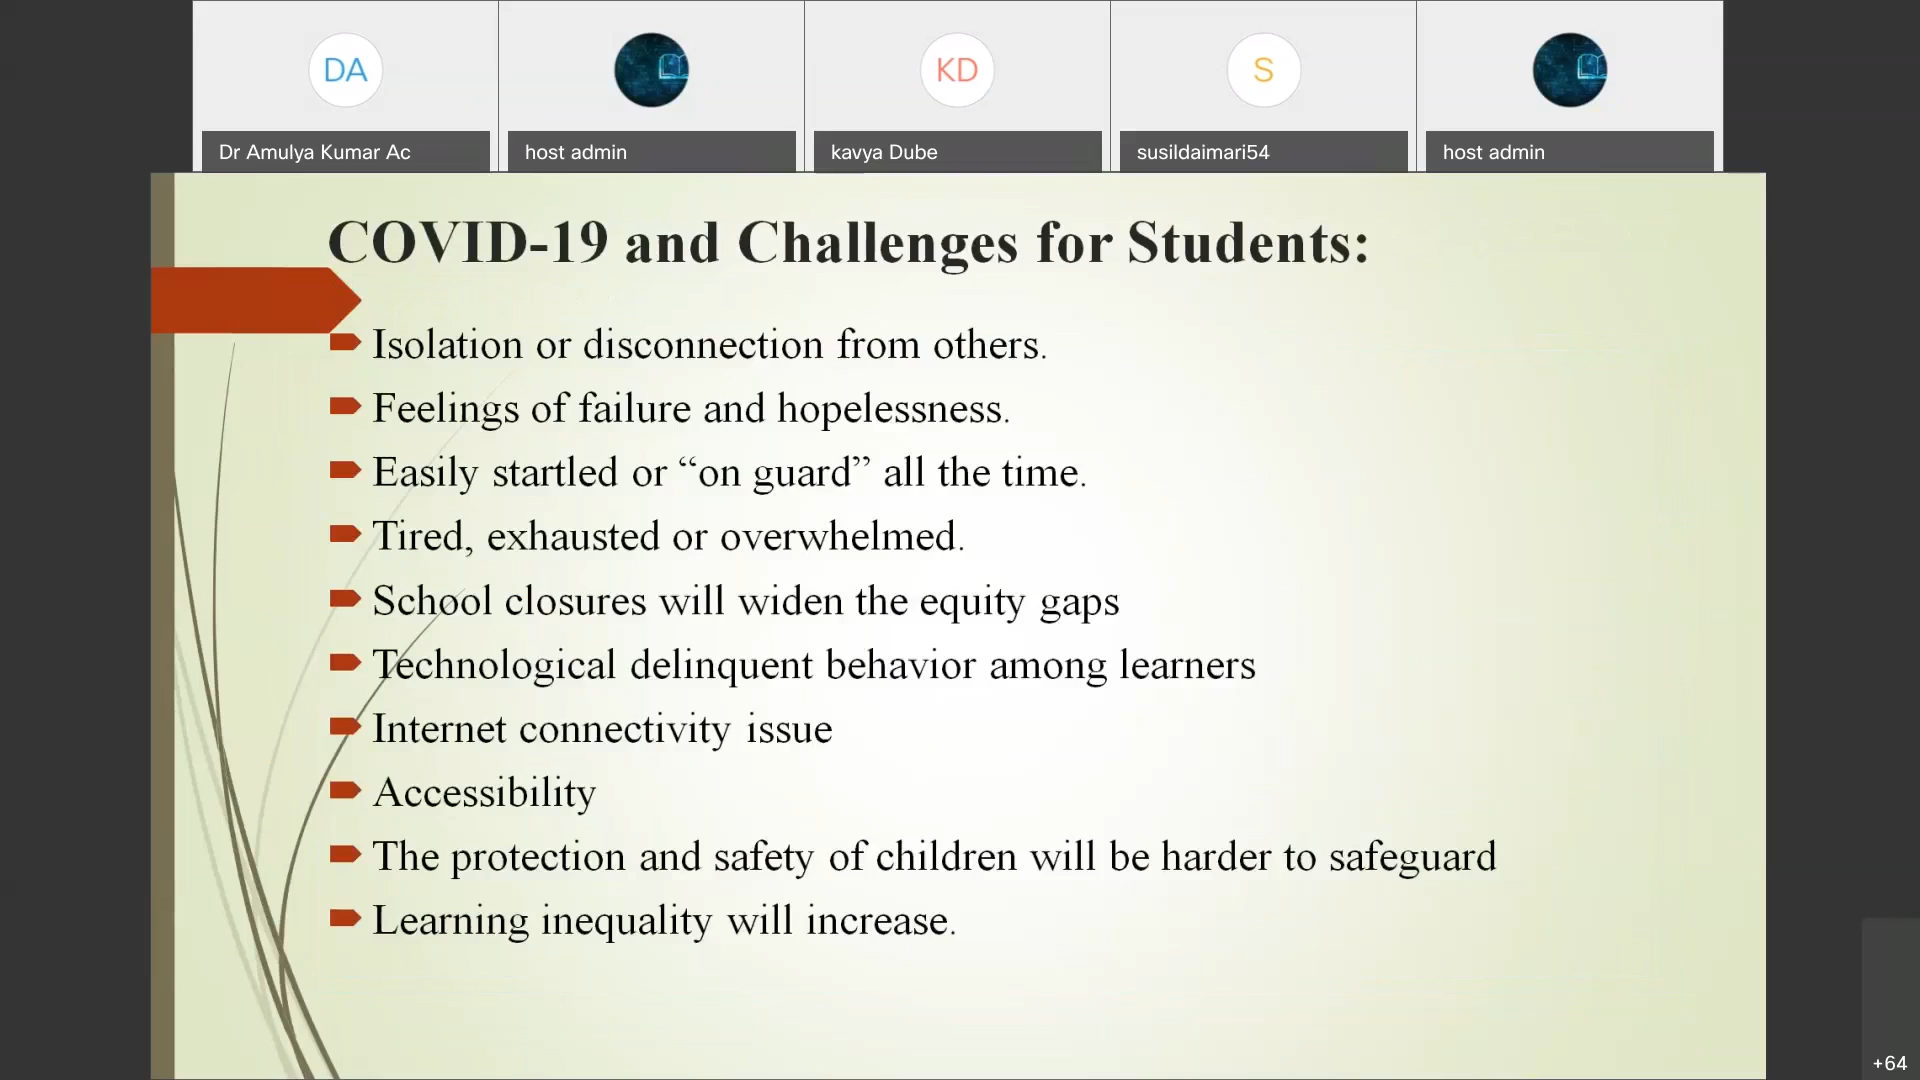 DA
KD
S
Dr Amulya Kumar Ac
host admin
kavya Dube
susildaimari54
host admin
COVID-19 and Challenges for Students:
Isolation or disconnection from others.
Feelings of failure and hopelessness.
Easily startled or “on guard” all the time.
Tired, exhausted or overwhelmed.
School closures will widen the equity gaps
Technological delinquent behavior among learners
Internet connectivity issue
Accessibility
The protection and safety of children will be harder to safeguard
Learning inequality will increase.
+64